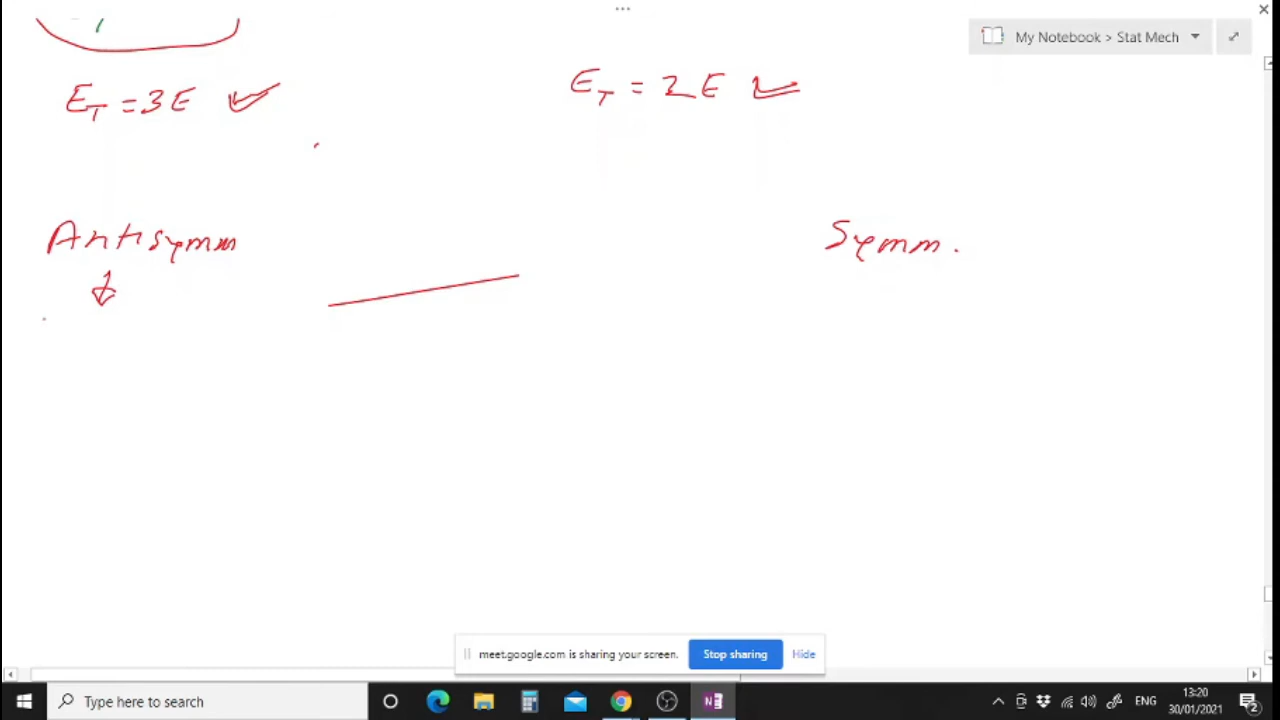 My Notebook > Stat Mech
E_T = 3E
E_T = 2E
Antisymm
Symm.
meet.google.com is sharing your screen.
Stop sharing
Hide
Type here to search
ENG
13:20
30/01/2021
2